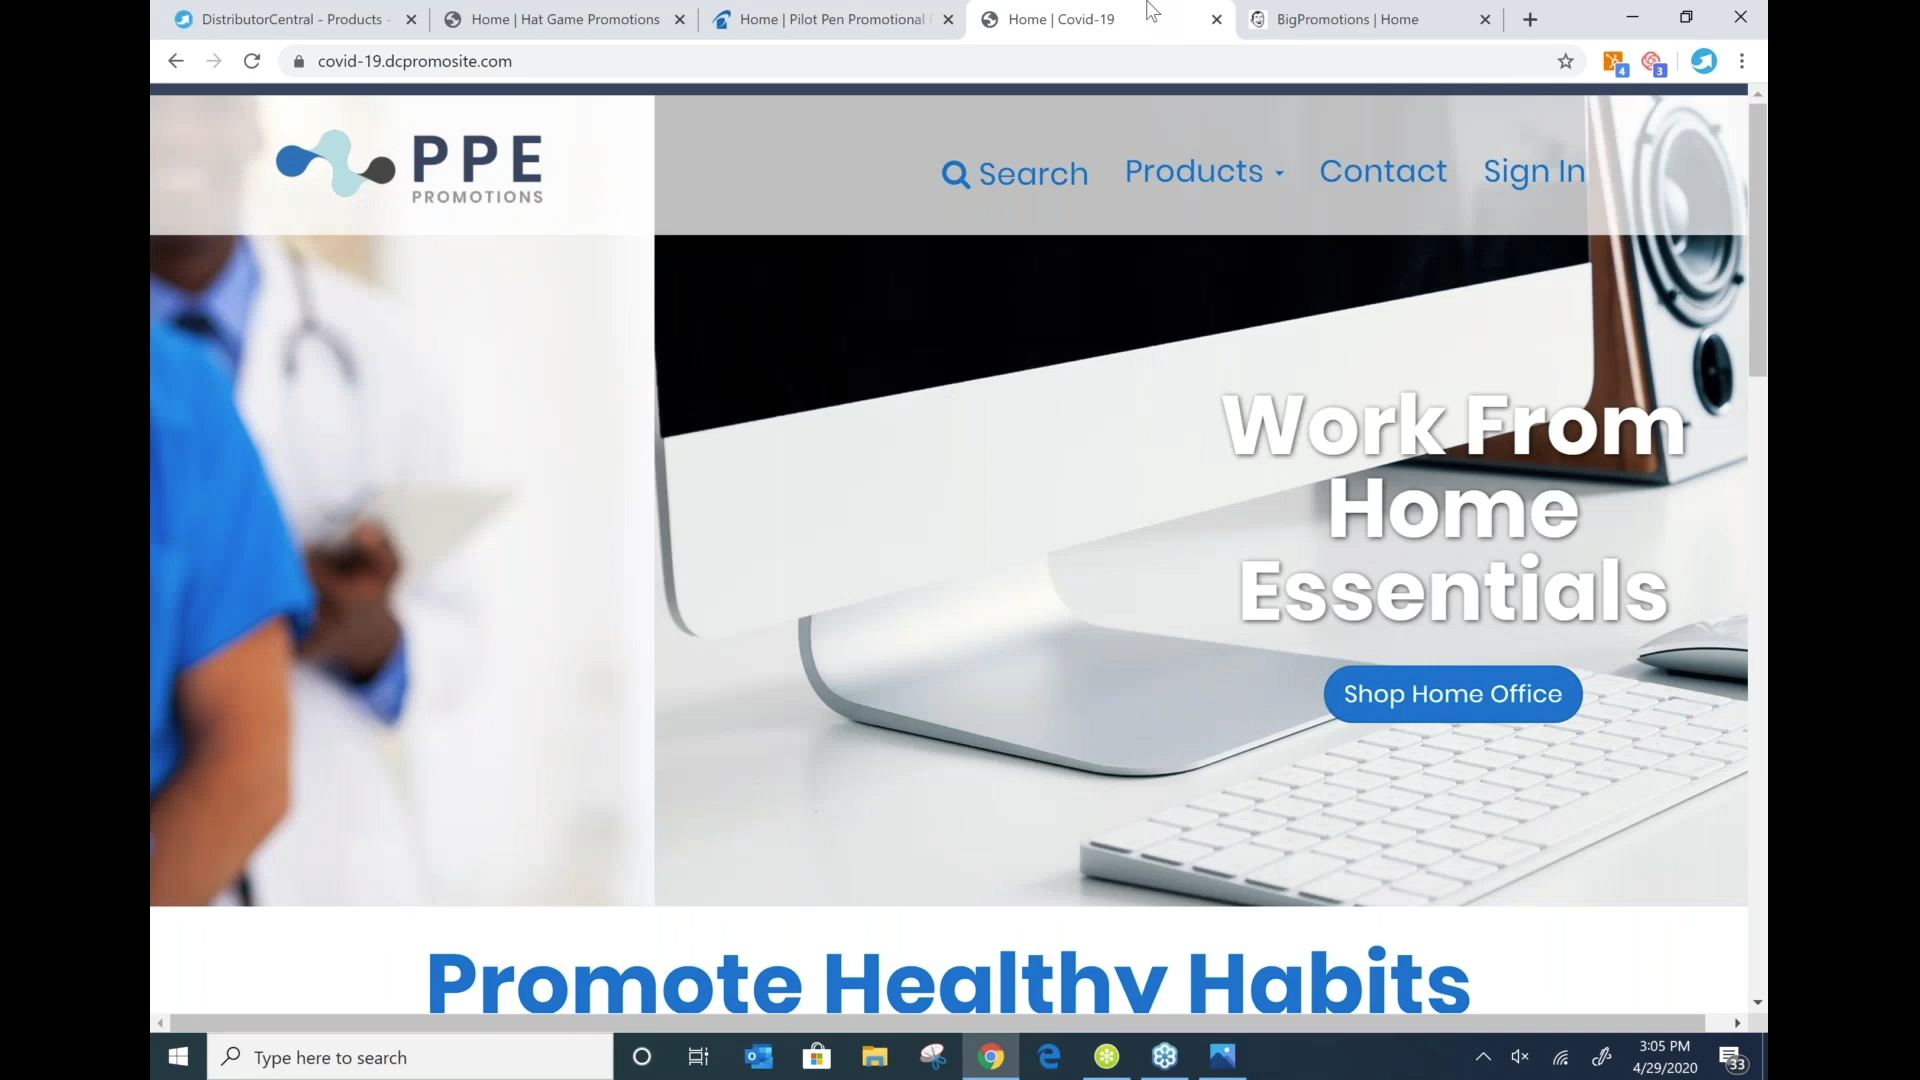 DistributorCentral - Products -
Home | Hat Game Promotions
Home | Pilot Pen Promotional
Home | Covid-19
BigPromotions | Home
covid-19.dcpromosite.com
4
3
PPE
PROMOTIONS
Search
Products
Contact
Sign In
Work From
Home
Essentials
Shop Home Office
Promote Healthy Habits
Type here to search
3:05 PM
4/29/2020
33